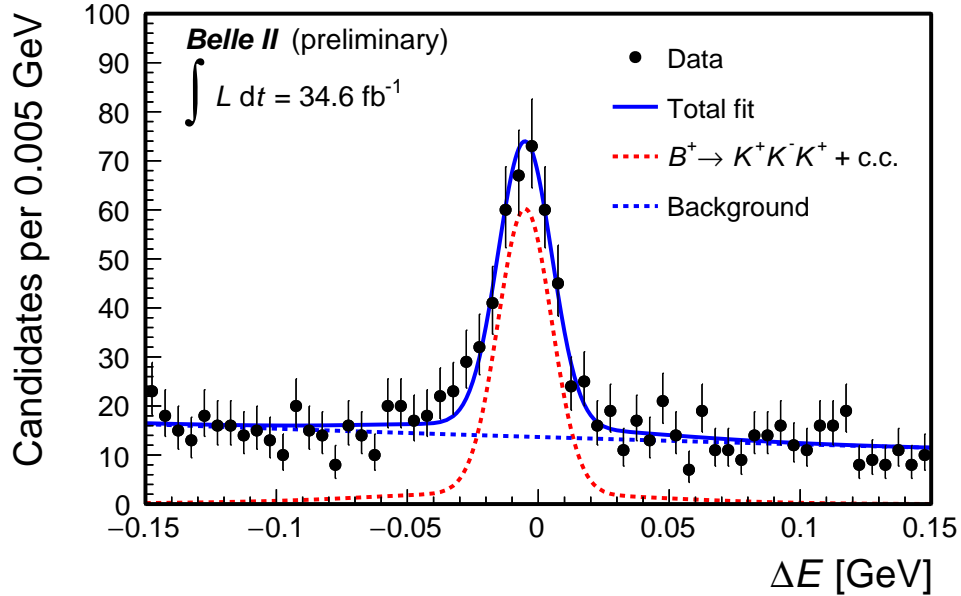 Candidates per 0.005 GeV
100
90
80
70
60
50
40
30
20
10
0
Belle II (preliminary)
∫ L dt = 34.6 fb⁻¹
Data
Total fit
B⁺→ K⁺K⁻K⁺ + c.c.
Background
−0.15 −0.1 −0.05 0 0.05 0.1 0.15
ΔE [GeV]